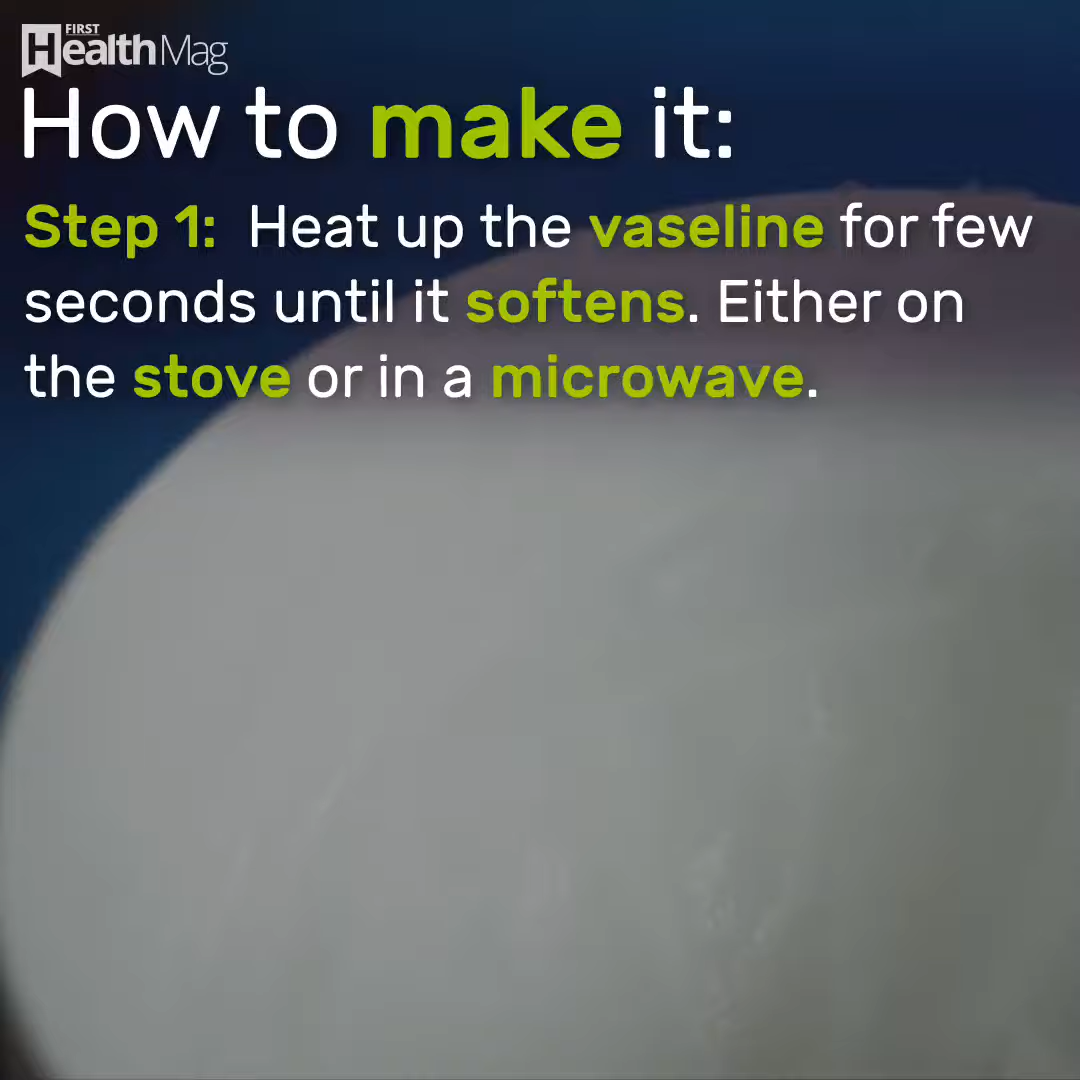 FIRST
HealthMag
How to make it:
Step 1: Heat up the vaseline for few
seconds until it softens. Either on
the stove or in a microwave.